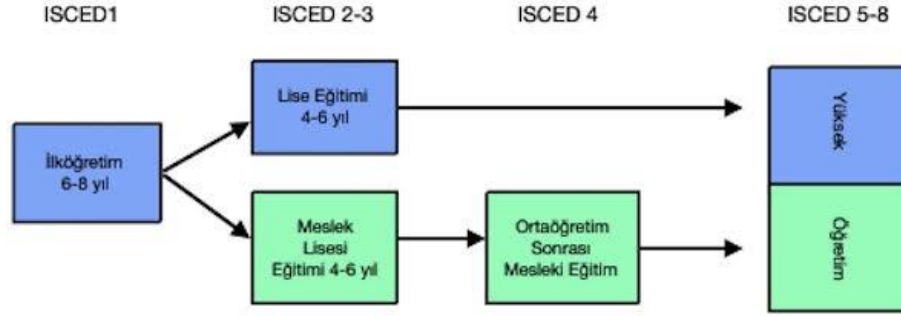 ISCED1
ISCED 2-3
ISCED 4
ISCED 5-8
İlköğretim
6-8 yıl
Lise Eğitimi
4-6 yıl
Meslek
Lisesi
Eğitimi 4-6 yıl
Ortaöğretim
Sonrası
Mesleki Eğitim
Yüksek
Öğretim